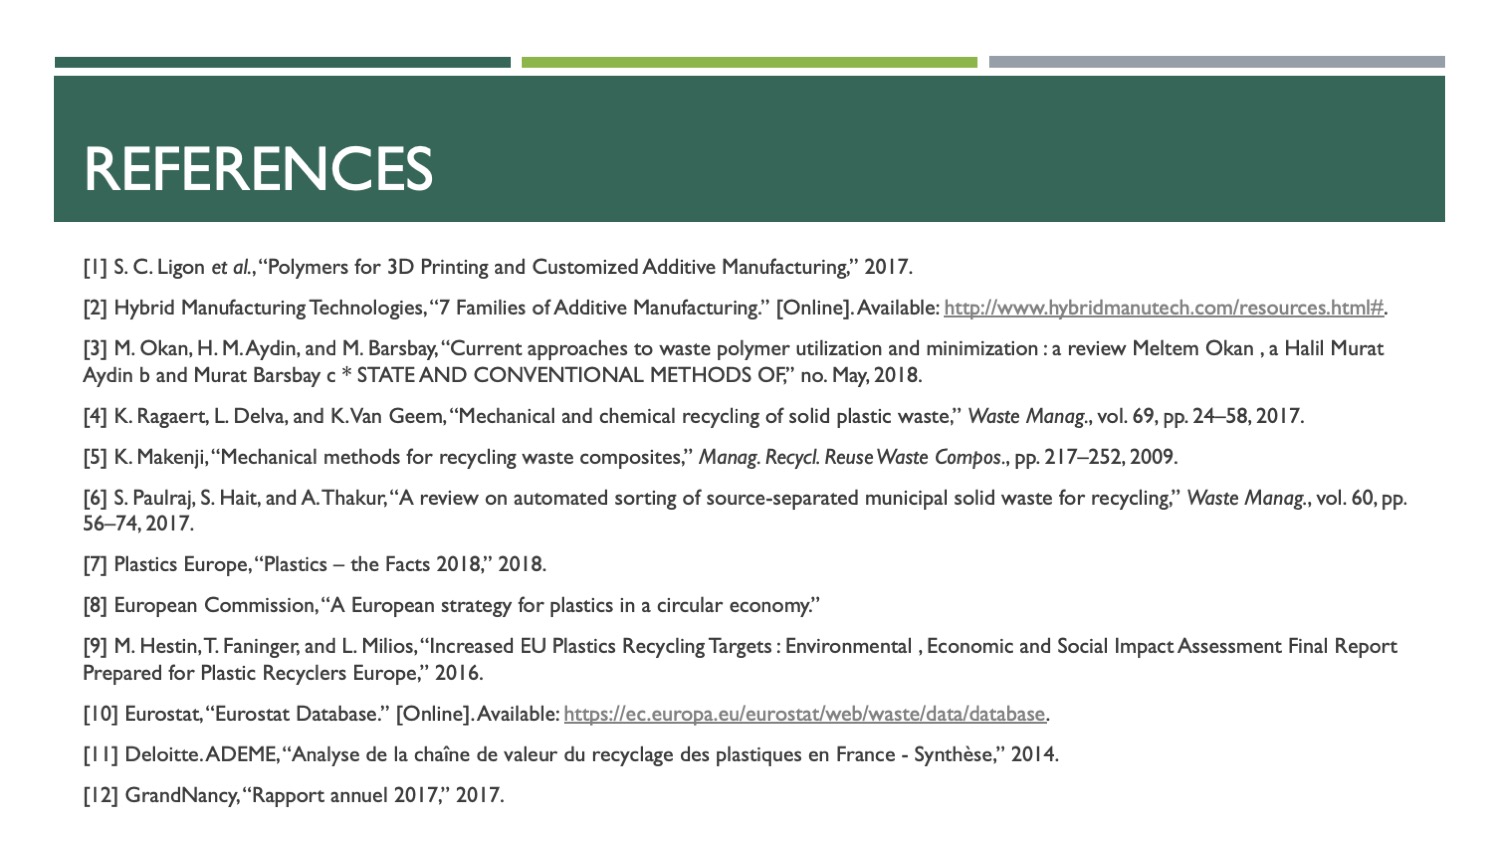 REFERENCES
[1] S. C. Ligon et al., “Polymers for 3D Printing and Customized Additive Manufacturing,” 2017.
[2] Hybrid Manufacturing Technologies, “7 Families of Additive Manufacturing.” [Online]. Available: http://www.hybridmanutech.com/resources.html#.
[3] M. Okan, H. M. Aydin, and M. Barsbay, “Current approaches to waste polymer utilization and minimization : a review Meltem Okan , a Halil Murat
Aydin b and Murat Barsbay c * STATE AND CONVENTIONAL METHODS OF,” no. May, 2018.
[4] K. Ragaert, L. Delva, and K. Van Geem, “Mechanical and chemical recycling of solid plastic waste,” Waste Manag., vol. 69, pp. 24–58, 2017.
[5] K. Makenji, “Mechanical methods for recycling waste composites,” Manag. Recycl. Reuse Waste Compos., pp. 217–252, 2009.
[6] S. Paulraj, S. Hait, and A. Thakur, “A review on automated sorting of source-separated municipal solid waste for recycling,” Waste Manag., vol. 60, pp.
56–74, 2017.
[7] Plastics Europe, “Plastics – the Facts 2018,” 2018.
[8] European Commission, “A European strategy for plastics in a circular economy.”
[9] M. Hestin, T. Faninger, and L. Milios, “Increased EU Plastics Recycling Targets : Environmental , Economic and Social Impact Assessment Final Report
Prepared for Plastic Recyclers Europe,” 2016.
[10] Eurostat, “Eurostat Database.” [Online]. Available: https://ec.europa.eu/eurostat/web/waste/data/database.
[11] Deloitte. ADEME, “Analyse de la chaîne de valeur du recyclage des plastiques en France - Synthèse,” 2014.
[12] GrandNancy, “Rapport annuel 2017,” 2017.